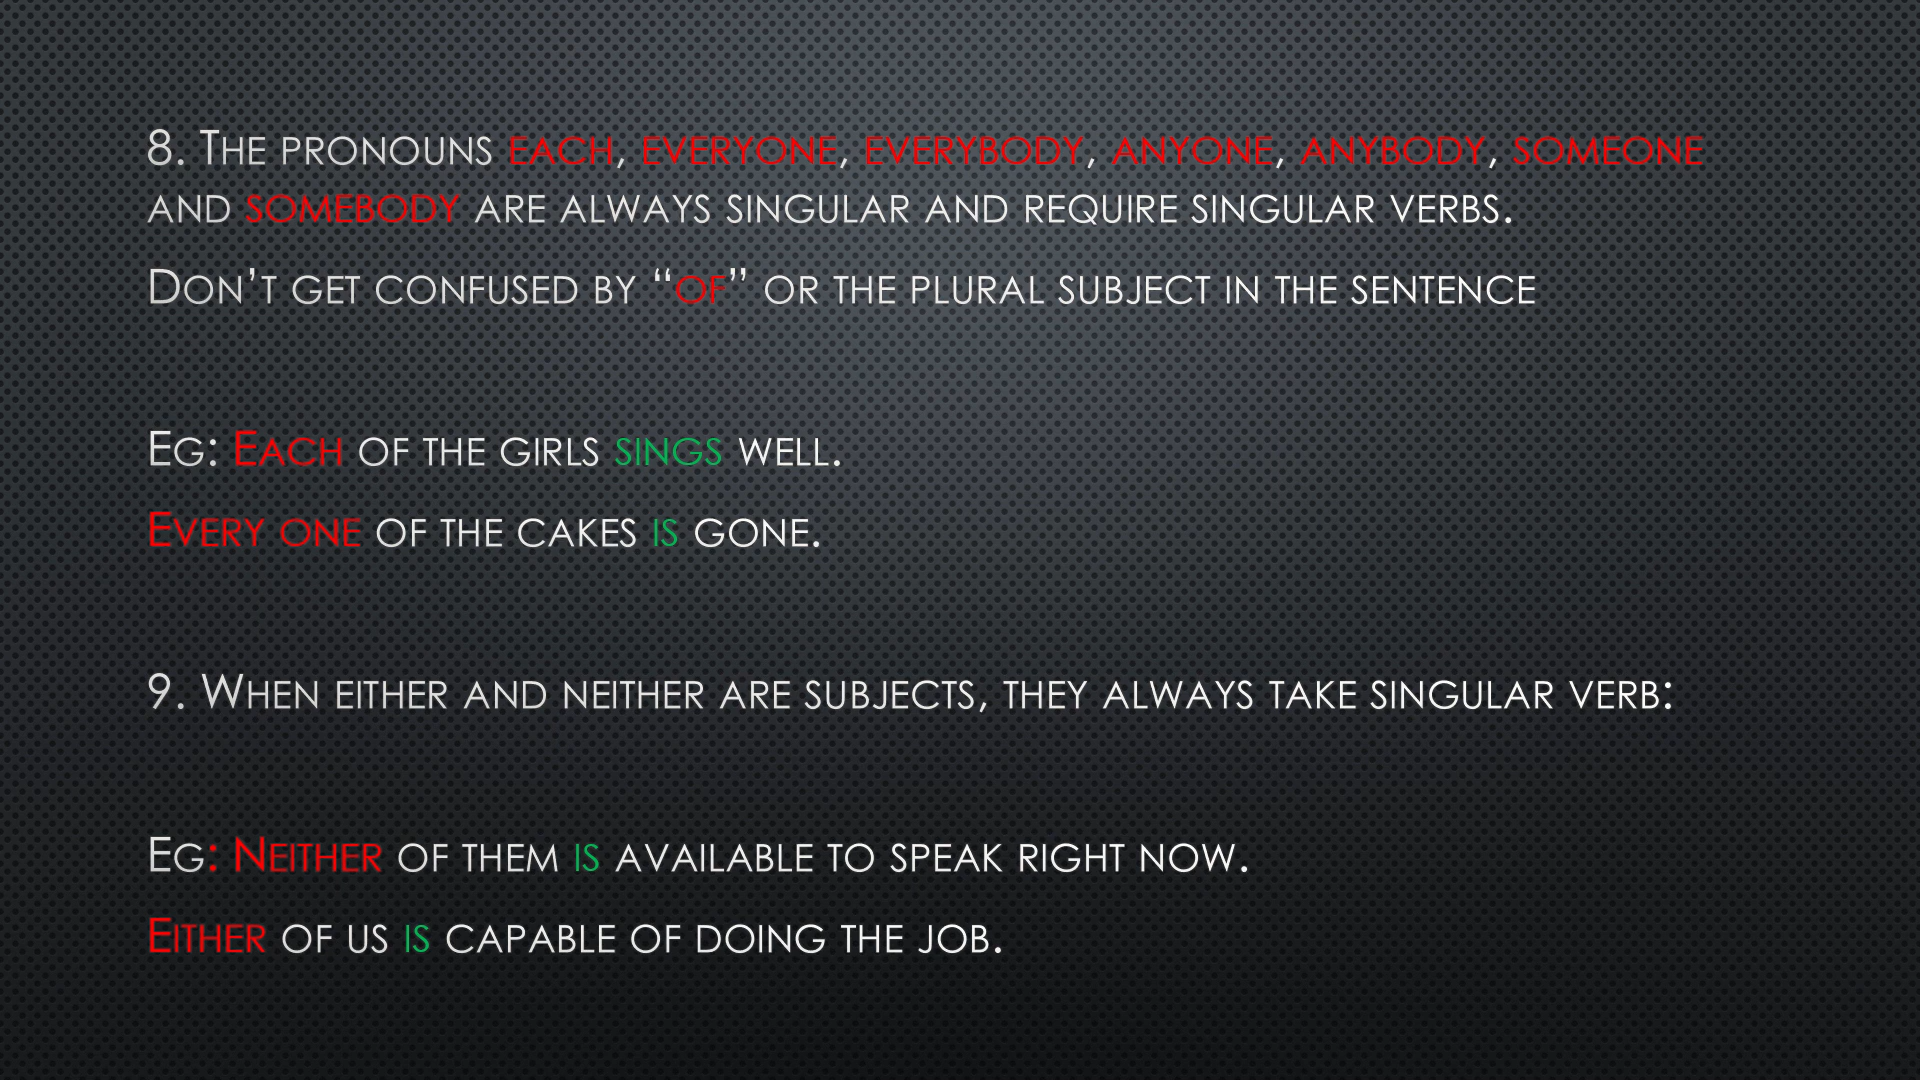 8. The pronouns each, everyone, everybody, anyone, anybody, someone
and somebody are always singular and require singular verbs.
Don’t get confused by “of” or the plural subject in the sentence
Eg: Each of the girls sings well.
Every one of the cakes is gone.
9. When either and neither are subjects, they always take singular verb:
Eg: Neither of them is available to speak right now.
Either of us is capable of doing the job.